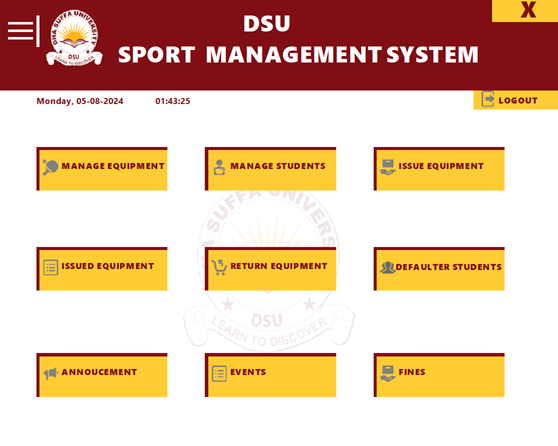 DSU
X
SPORT MANAGEMENT SYSTEM
DHA SUFFA UNIVERSITY
DSU
LEARN TO DISCOVER
Monday, 05-08-2024 01:43:25
LOGOUT
MANAGE EQUIPMENT
MANAGE STUDENTS
ISSUE EQUIPMENT
ISSUED EQUIPMENT
RETURN EQUIPMENT
DEFAULTER STUDENTS
HA SUFFA UNIVERSI
DSU
LEARN TO DISCOVER
ANNOUCEMENT
EVENTS
FINES